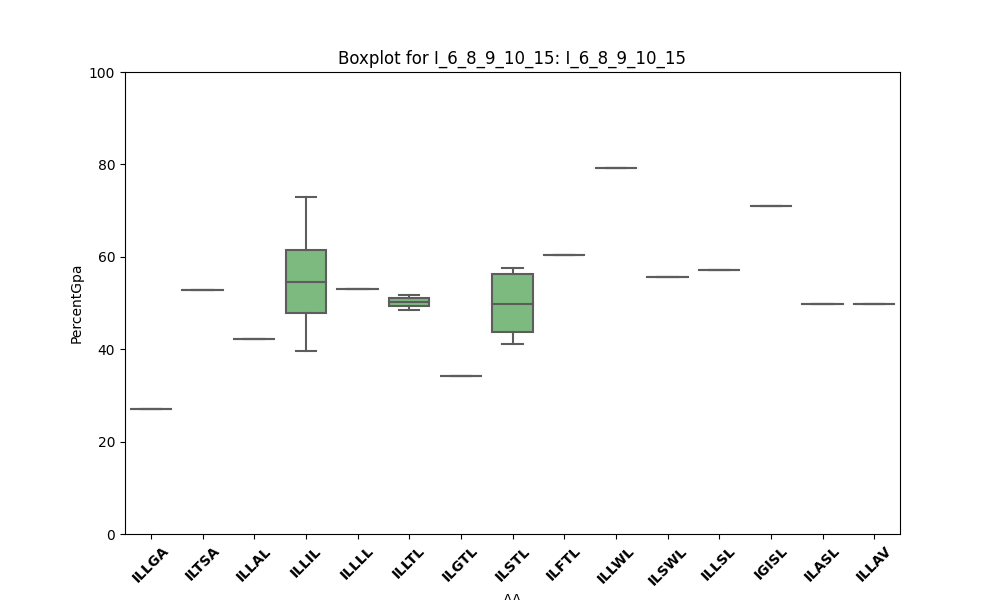 Boxplot for I_6_8_9_10_15: I_6_8_9_10_15
100
80
60
40
20
0
PercentGpa
ILLGA
ILTSA
ILLAL
ILLIL
ILLLL
ILLTL
ILGTL
ILSTL
ILFTL
ILLWL
ILSWL
ILLSL
IGISL
ILASL
ILLAV
AA